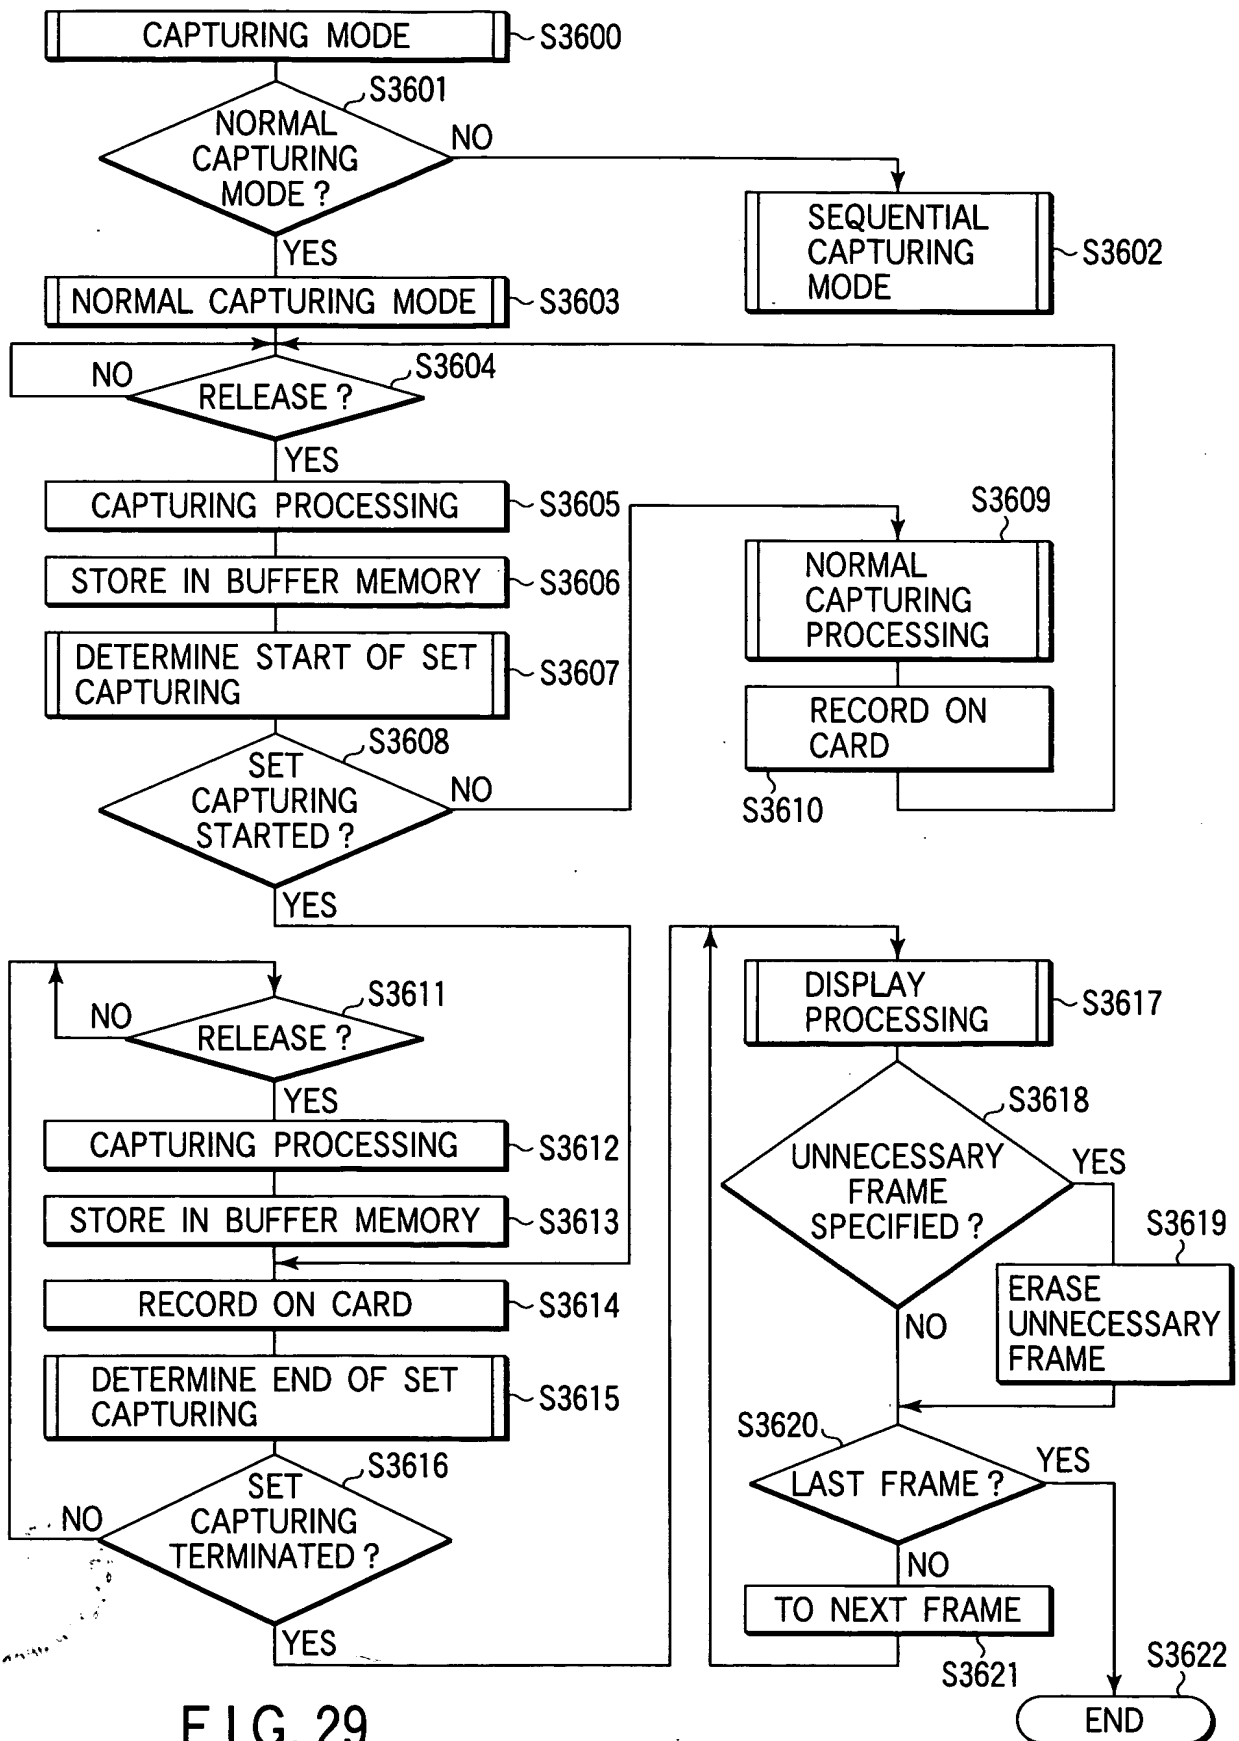 CAPTURING MODE
S3600
S3601
NORMAL
CAPTURING
MODE ?
NO
YES
SEQUENTIAL
CAPTURING
MODE
S3602
NORMAL CAPTURING MODE
S3603
S3604
NO
RELEASE ?
YES
CAPTURING PROCESSING
S3605
STORE IN BUFFER MEMORY
S3606
DETERMINE START OF SET
CAPTURING
S3607
S3608
SET
CAPTURING
STARTED ?
NO
YES
S3609
NORMAL
CAPTURING
PROCESSING
RECORD ON
CARD
S3610
S3611
NO
RELEASE ?
YES
CAPTURING PROCESSING
S3612
STORE IN BUFFER MEMORY
S3613
RECORD ON CARD
S3614
DETERMINE END OF SET
CAPTURING
S3615
S3616
SET
CAPTURING
TERMINATED ?
NO
YES
DISPLAY
PROCESSING
S3617
S3618
UNNECESSARY
FRAME
SPECIFIED ?
YES
NO
S3619
ERASE
UNNECESSARY
FRAME
S3620
LAST FRAME ?
YES
NO
TO NEXT FRAME
S3621
S3622
END
FIG. 29